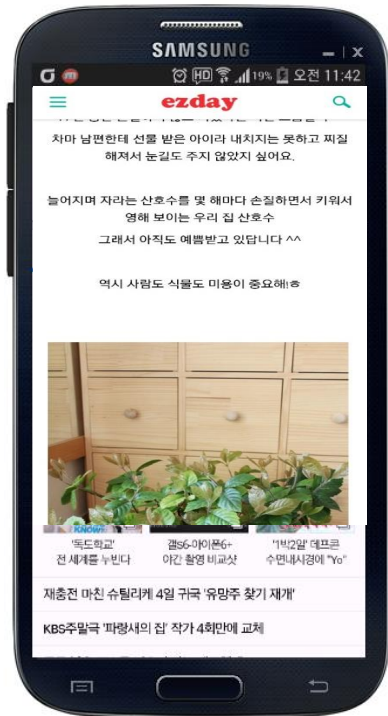 SAMSUNG
HD 19% 오전 11:42
ezday
차마 남편한테 선물 받은 아이라 내치지는 못하고 찌질
해져서 눈길도 주지 않았지 싶어요.
늘어지며 자라는 산호수를 몇 해마다 손질하면서 키워서
영해 보이는 우리 집 산호수
그래서 아직도 예쁨받고 있답니다 ^^
역시 사람도 식물도 미용이 중요해!ㅎ
KNOW
'독도학교' 갤S6-아이폰6+ '1박2일' 데프콘
전 세계를 누빈다 야간 촬영 비교샷 수면내시경에 "Yo"
재충전 마친 슈틸리케 4일 귀국 '유망주 찾기 재개'
KBS주말극 '파랑새의 집' 작가 4회만에 교체